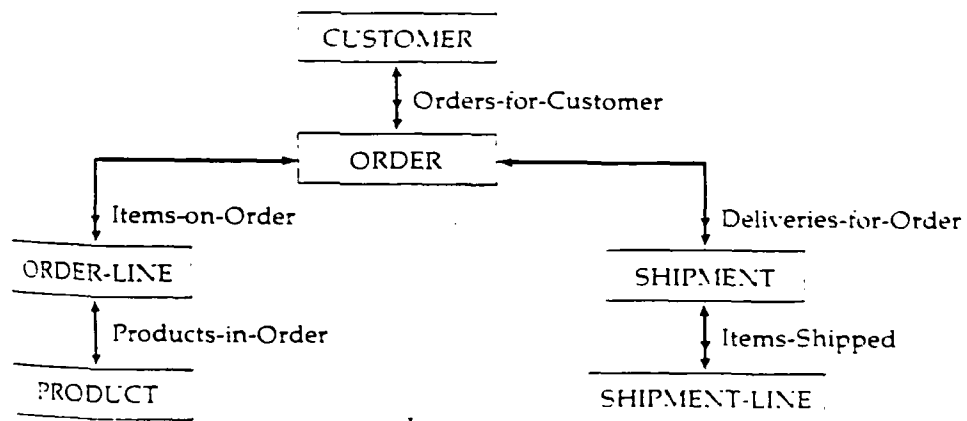 CUSTOMER
Orders-for-Customer
ORDER
Items-on-Order
Deliveries-for-Order
ORDER-LINE
SHIPMENT
Products-in-Order
Items-Shipped
PRODUCT
SHIPMENT-LINE